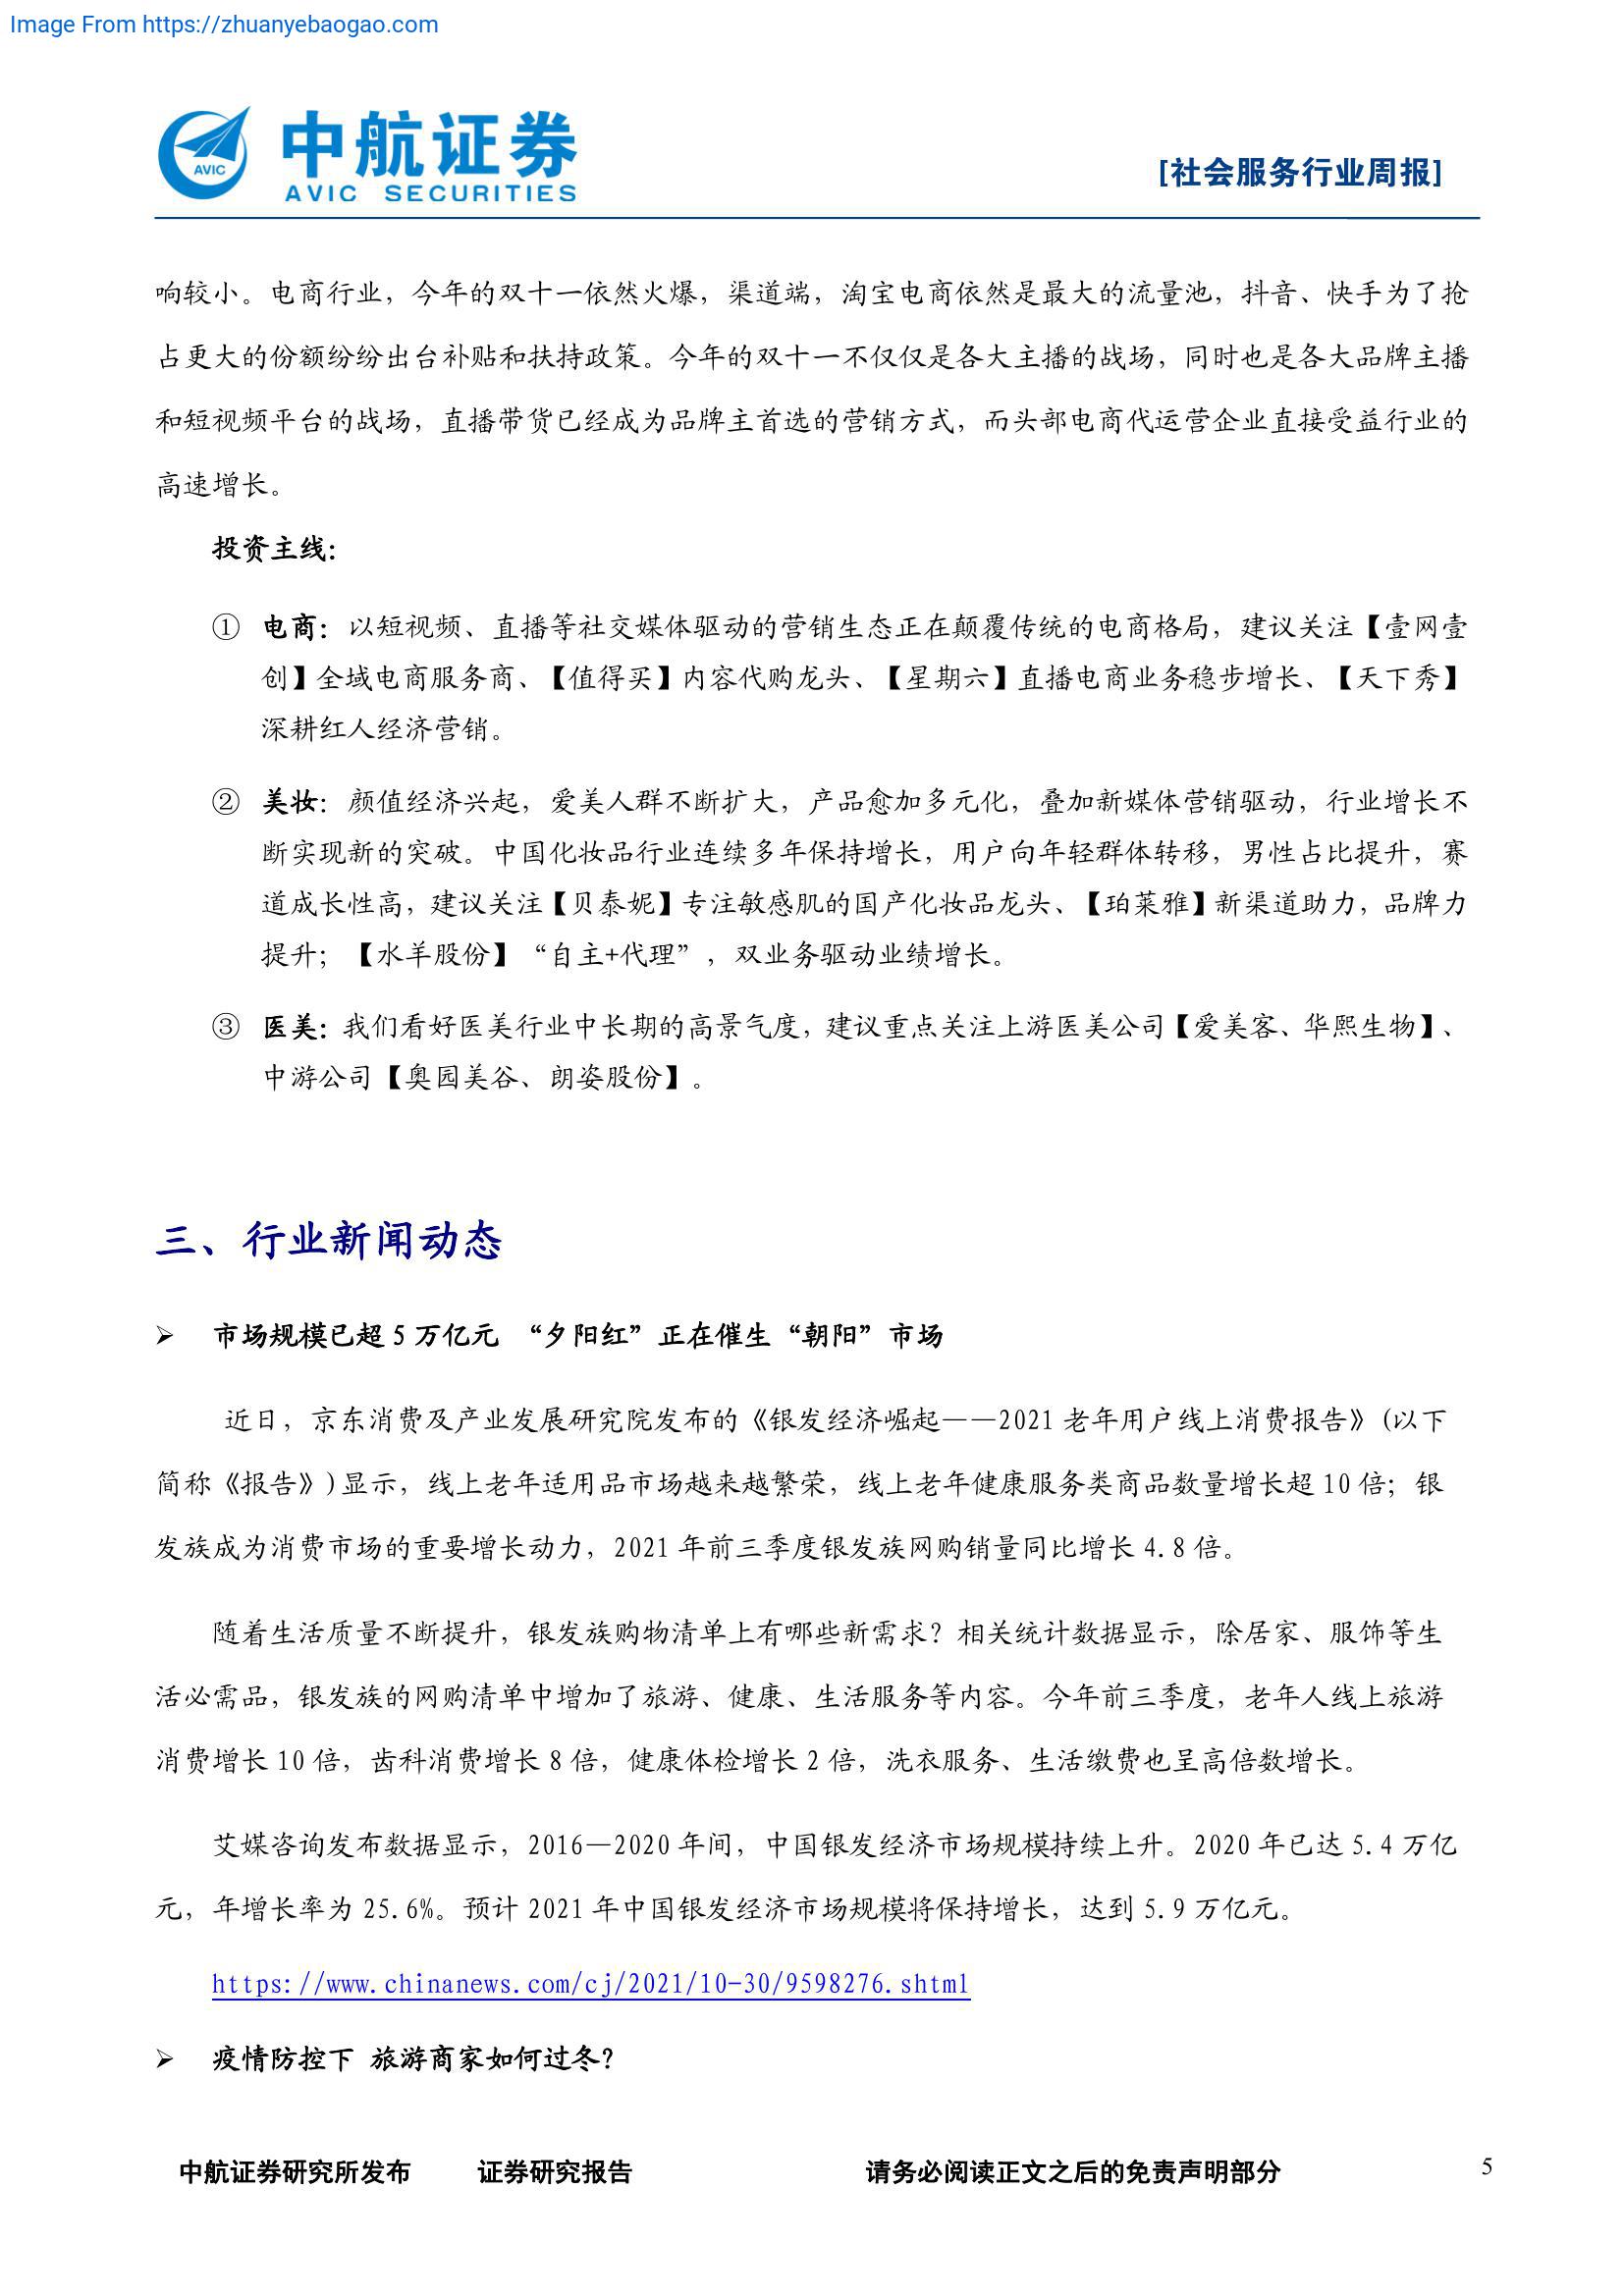 Image From https://zhuanyebaogao.com
AVIC
中航证券
AVIC SECURITIES
[社会服务行业周报]
响较小。电商行业，今年的双十一依然火爆，渠道端，淘宝电商依然是最大的流量池，抖音、快手为了抢
占更大的份额纷纷出台补贴和扶持政策。今年的双十一不仅仅是各大主播的战场，同时也是各大品牌主播
和短视频平台的战场，直播带货已经成为品牌主首选的营销方式，而头部电商代运营企业直接受益行业的
高速增长。
投资主线：
① 电商：以短视频、直播等社交媒体驱动的营销生态正在颠覆传统的电商格局，建议关注【壹网壹
创】全域电商服务商、【值得买】内容代购龙头、【星期六】直播电商业务稳步增长、【天下秀】
深耕红人经济营销。
② 美妆：颜值经济兴起，爱美人群不断扩大，产品愈加多元化，叠加新媒体营销驱动，行业增长不
断实现新的突破。中国化妆品行业连续多年保持增长，用户向年轻群体转移，男性占比提升，赛
道成长性高，建议关注【贝泰妮】专注敏感肌的国产化妆品龙头、【珀莱雅】新渠道助力，品牌力
提升；【水羊股份】“自主+代理”，双业务驱动业绩增长。
③ 医美：我们看好医美行业中长期的高景气度，建议重点关注上游医美公司【爱美客、华熙生物】、
中游公司【奥园美谷、朗姿股份】。
三、行业新闻动态
➢ 市场规模已超 5 万亿元 “夕阳红”正在催生“朝阳”市场
近日，京东消费及产业发展研究院发布的《银发经济崛起——2021 老年用户线上消费报告》(以下
简称《报告》)显示，线上老年适用品市场越来越繁荣，线上老年健康服务类商品数量增长超 10 倍；银
发族成为消费市场的重要增长动力，2021 年前三季度银发族网购销量同比增长 4.8 倍。
随着生活质量不断提升，银发族购物清单上有哪些新需求？相关统计数据显示，除居家、服饰等生
活必需品，银发族的网购清单中增加了旅游、健康、生活服务等内容。今年前三季度，老年人线上旅游
消费增长 10 倍，齿科消费增长 8 倍，健康体检增长 2 倍，洗衣服务、生活缴费也呈高倍数增长。
艾媒咨询发布数据显示，2016—2020 年间，中国银发经济市场规模持续上升。2020 年已达 5.4 万亿
元，年增长率为 25.6%。预计 2021 年中国银发经济市场规模将保持增长，达到 5.9 万亿元。
https://www.chinanews.com/cj/2021/10-30/9598276.shtml
➢ 疫情防控下 旅游商家如何过冬？
中航证券研究所发布 证券研究报告 请务必阅读正文之后的免责声明部分 5